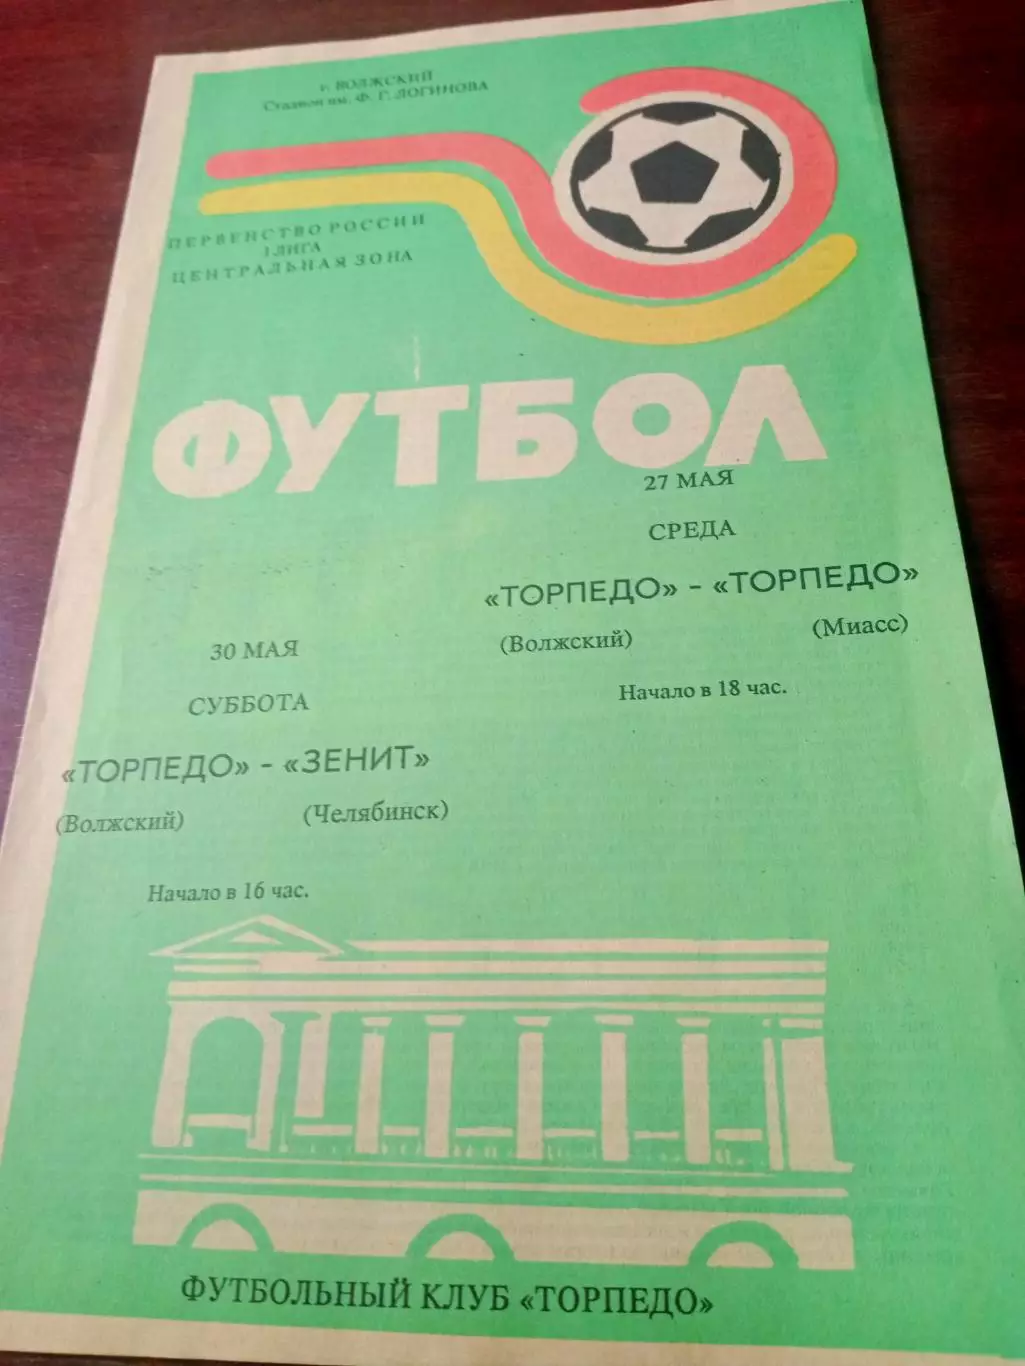 г. ВОЛЖСКИЙ
Стадион им. Ф. Г. ЛОГИНОВА
ПЕРВЕНСТВО РОССИИ
I ЛИГА
ЦЕНТРАЛЬНАЯ ЗОНА
ФУТБОЛ
27 МАЯ
СРЕДА
«ТОРПЕДО» - «ТОРПЕДО»
(Волжский) (Миасс)
Начало в 18 час.
30 МАЯ
СУББОТА
«ТОРПЕДО» - «ЗЕНИТ»
(Волжский) (Челябинск)
Начало в 16 час.
ФУТБОЛЬНЫЙ КЛУБ «ТОРПЕДО»